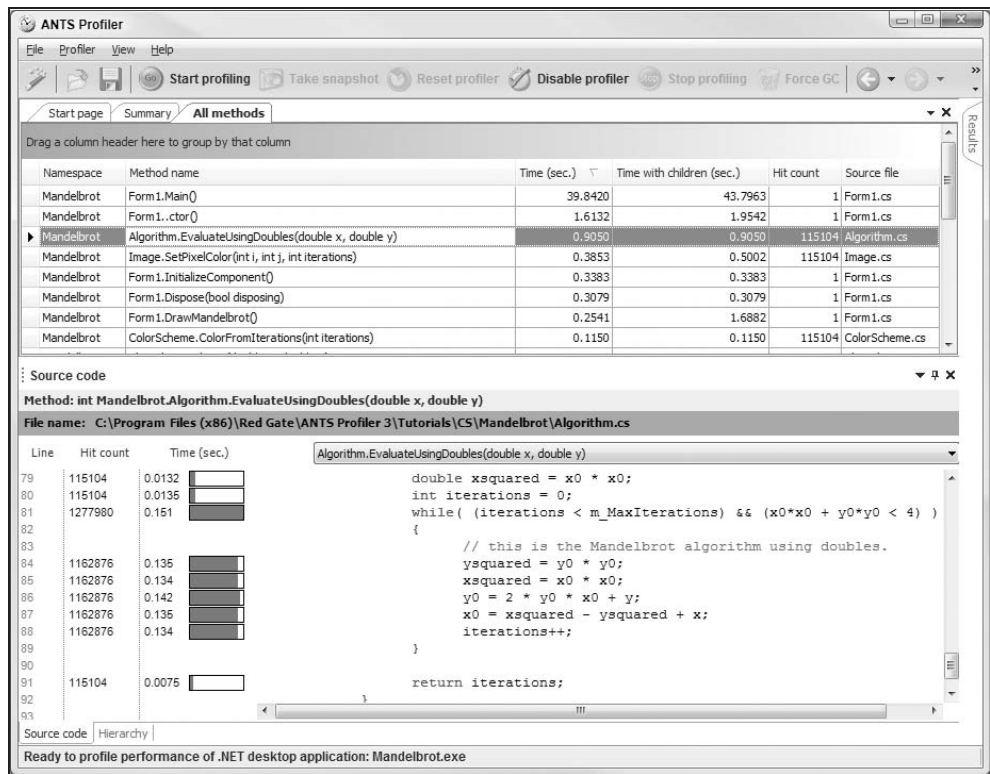 ANTS Profiler
File Profiler View Help
Go Start profiling Take snapshot Reset profiler Disable profiler Stop profiling Force GC »
Start page Summary All methods
Results
Drag a column header here to group by that column
Namespace Method name Time (sec.) Time with children (sec.) Hit count Source file
Mandelbrot Form1.Main() 39.8420 43.7963 1 Form1.cs
Mandelbrot Form1..ctor() 1.6132 1.9542 1 Form1.cs
Mandelbrot Algorithm.EvaluateUsingDoubles(double x, double y) 0.9050 0.9050 115104 Algorithm.cs
Mandelbrot Image.SetPixelColor(int i, int j, int iterations) 0.3853 0.5002 115104 Image.cs
Mandelbrot Form1.InitializeComponent() 0.3383 0.3383 1 Form1.cs
Mandelbrot Form1.Dispose(bool disposing) 0.3079 0.3079 1 Form1.cs
Mandelbrot Form1.DrawMandelbrot() 0.2541 1.6882 1 Form1.cs
Mandelbrot ColorScheme.ColorFromIterations(int iterations) 0.1150 0.1150 115104 ColorScheme.cs
Source code
Method: int Mandelbrot.Algorithm.EvaluateUsingDoubles(double x, double y)
File name: C:\Program Files (x86)\Red Gate\ANTS Profiler 3\Tutorials\CS\Mandelbrot\Algorithm.cs
Line Hit count Time (sec.) Algorithm.EvaluateUsingDoubles(double x, double y)
79 115104 0.0132 double xsquared = x0 * x0;
80 115104 0.0135 int iterations = 0;
81 1277980 0.151 while( (iterations < m_MaxIterations) && (x0*x0 + y0*y0 < 4) )
82 {
83 // this is the Mandelbrot algorithm using doubles.
84 1162876 0.135 ysquared = y0 * y0;
85 1162876 0.134 xsquared = x0 * x0;
86 1162876 0.142 y0 = 2 * y0 * x0 + y;
87 1162876 0.135 x0 = xsquared - ysquared + x;
88 1162876 0.134 iterations++;
89 }
90
91 115104 0.0075 return iterations;
92 }
93
Source code Hierarchy
Ready to profile performance of .NET desktop application: Mandelbrot.exe